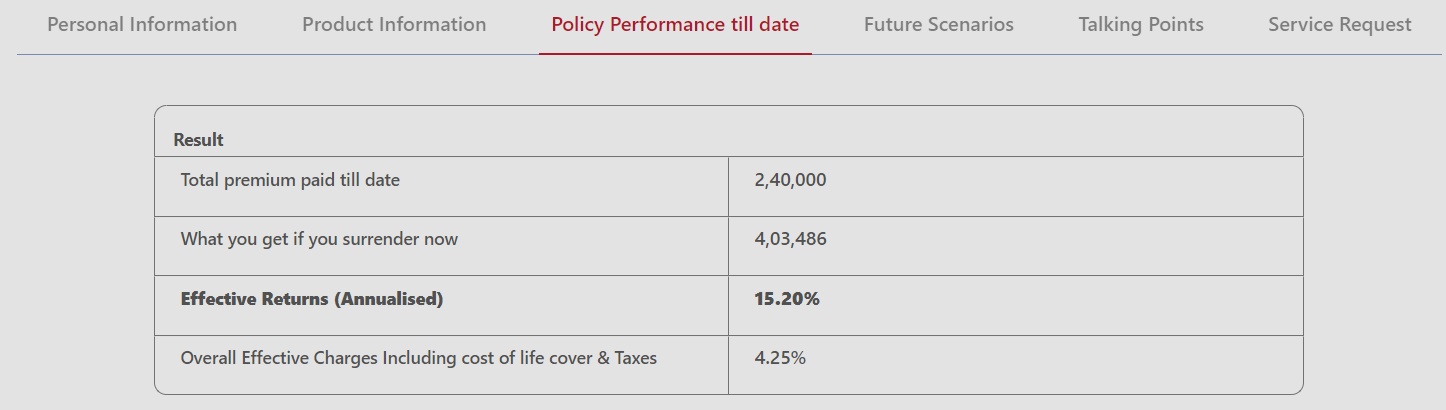 Personal Information Product Information Policy Performance till date Future Scenarios Talking Points Service Request
Result
Total premium paid till date 2,40,000
What you get if you surrender now 4,03,486
Effective Returns (Annualised) 15.20%
Overall Effective Charges Including cost of life cover & Taxes 4.25%